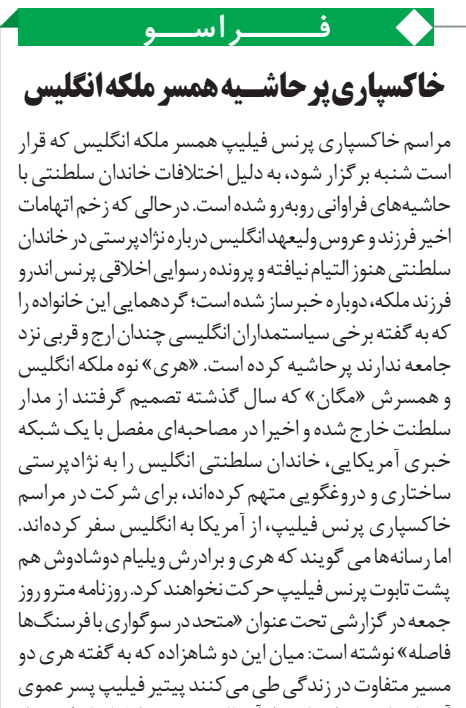 فراسو
خاکسپاری پر حاشیه همسر ملکه انگلیس
مراسم خاکسپاری پرنس فیلیپ همسر ملکه انگلیس که قرار
است شنبه برگزار شود، به دلیل اختلافات خاندان سلطنتی با
حاشیه‌های فراوانی روبه‌رو شده است. درحالی که زخم اتهامات
اخیر فرزند و عروس ولیعهد انگلیس درباره نژادپرستی در خاندان
سلطنتی هنوز التیام نیافته و پرونده رسوایی اخلاقی پرنس اندرو
فرزند ملکه، دوباره خبرساز شده است؛ گردهمایی این خانواده را
که به گفته برخی سیاستمداران انگلیسی چندان ارج و قربی نزد
جامعه ندارند پرحاشیه کرده است. «هری» نوه ملکه انگلیس
و همسرش «مگان» که سال گذشته تصمیم گرفتند از مدار
سلطنت خارج شده و اخیرا در مصاحبه‌ای مفصل با یک شبکه
خبری آمریکایی، خاندان سلطنتی انگلیس را به نژادپرستی
ساختاری و دروغگویی متهم کرده‌اند، برای شرکت در مراسم
خاکسپاری پرنس فیلیپ، از آمریکا به انگلیس سفر کرده‌اند.
اما رسانه‌ها می گویند که هری و برادرش ویلیام دوشادوش هم
پشت تابوت پرنس فیلیپ حرکت نخواهند کرد. روزنامه مترو روز
جمعه در گزارشی تحت عنوان «متحد در سوگواری با فرسنگ‌ها
فاصله» نوشته است: میان این دو شاهزاده که به گفته هری دو
مسیر متفاوت در زندگی طی می‌کنند پیتیر فیلیپ پسر عموی